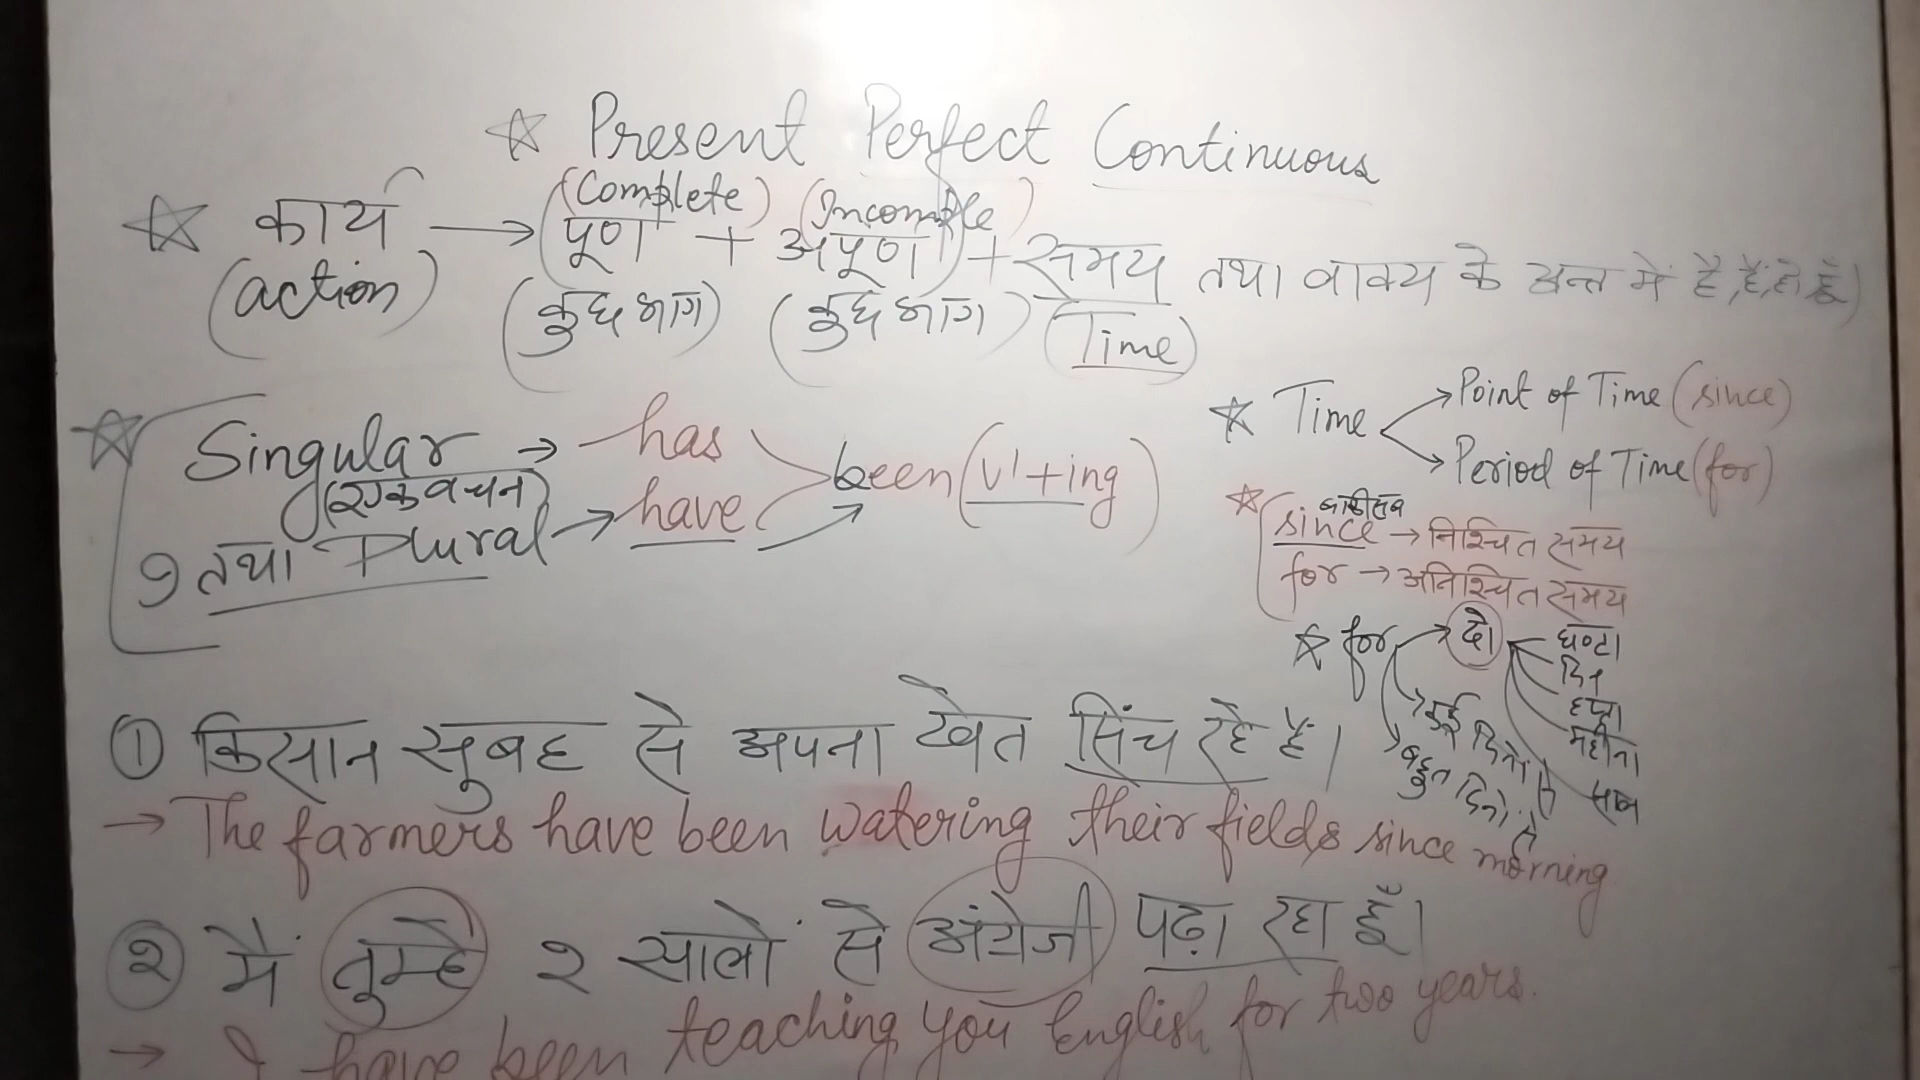 ☆ Present Perfect Continuous
(Complete) (Incomple)
☆ कार्य → पूर्ण + अपूर्ण + समय तथा वाक्य के अन्त में है, हैं, हो हूँ।
(action) (कुछ भाग) (कुछ भाग) (Time)
☆ Singular → has
(एकवचन)
तथा Plural → have
been (V1+ing)
☆ Time → Point of Time (since)
→ Period of Time (for)
☆ since → निश्चित समय
for → अनिश्चित समय
☆ for → दो घण्टा
दिन
हप्ता
महीना
साल
→ कई दिनों से
→ बहुत दिनों से
① किसान सुबह से अपना खेत सिंच रहे हैं।
→ The farmers have been watering their fields since morning
② मैं तुम्हें २ सालों से अंग्रेजी पढ़ा रहा हूँ।
→ I have been teaching you English for two years.